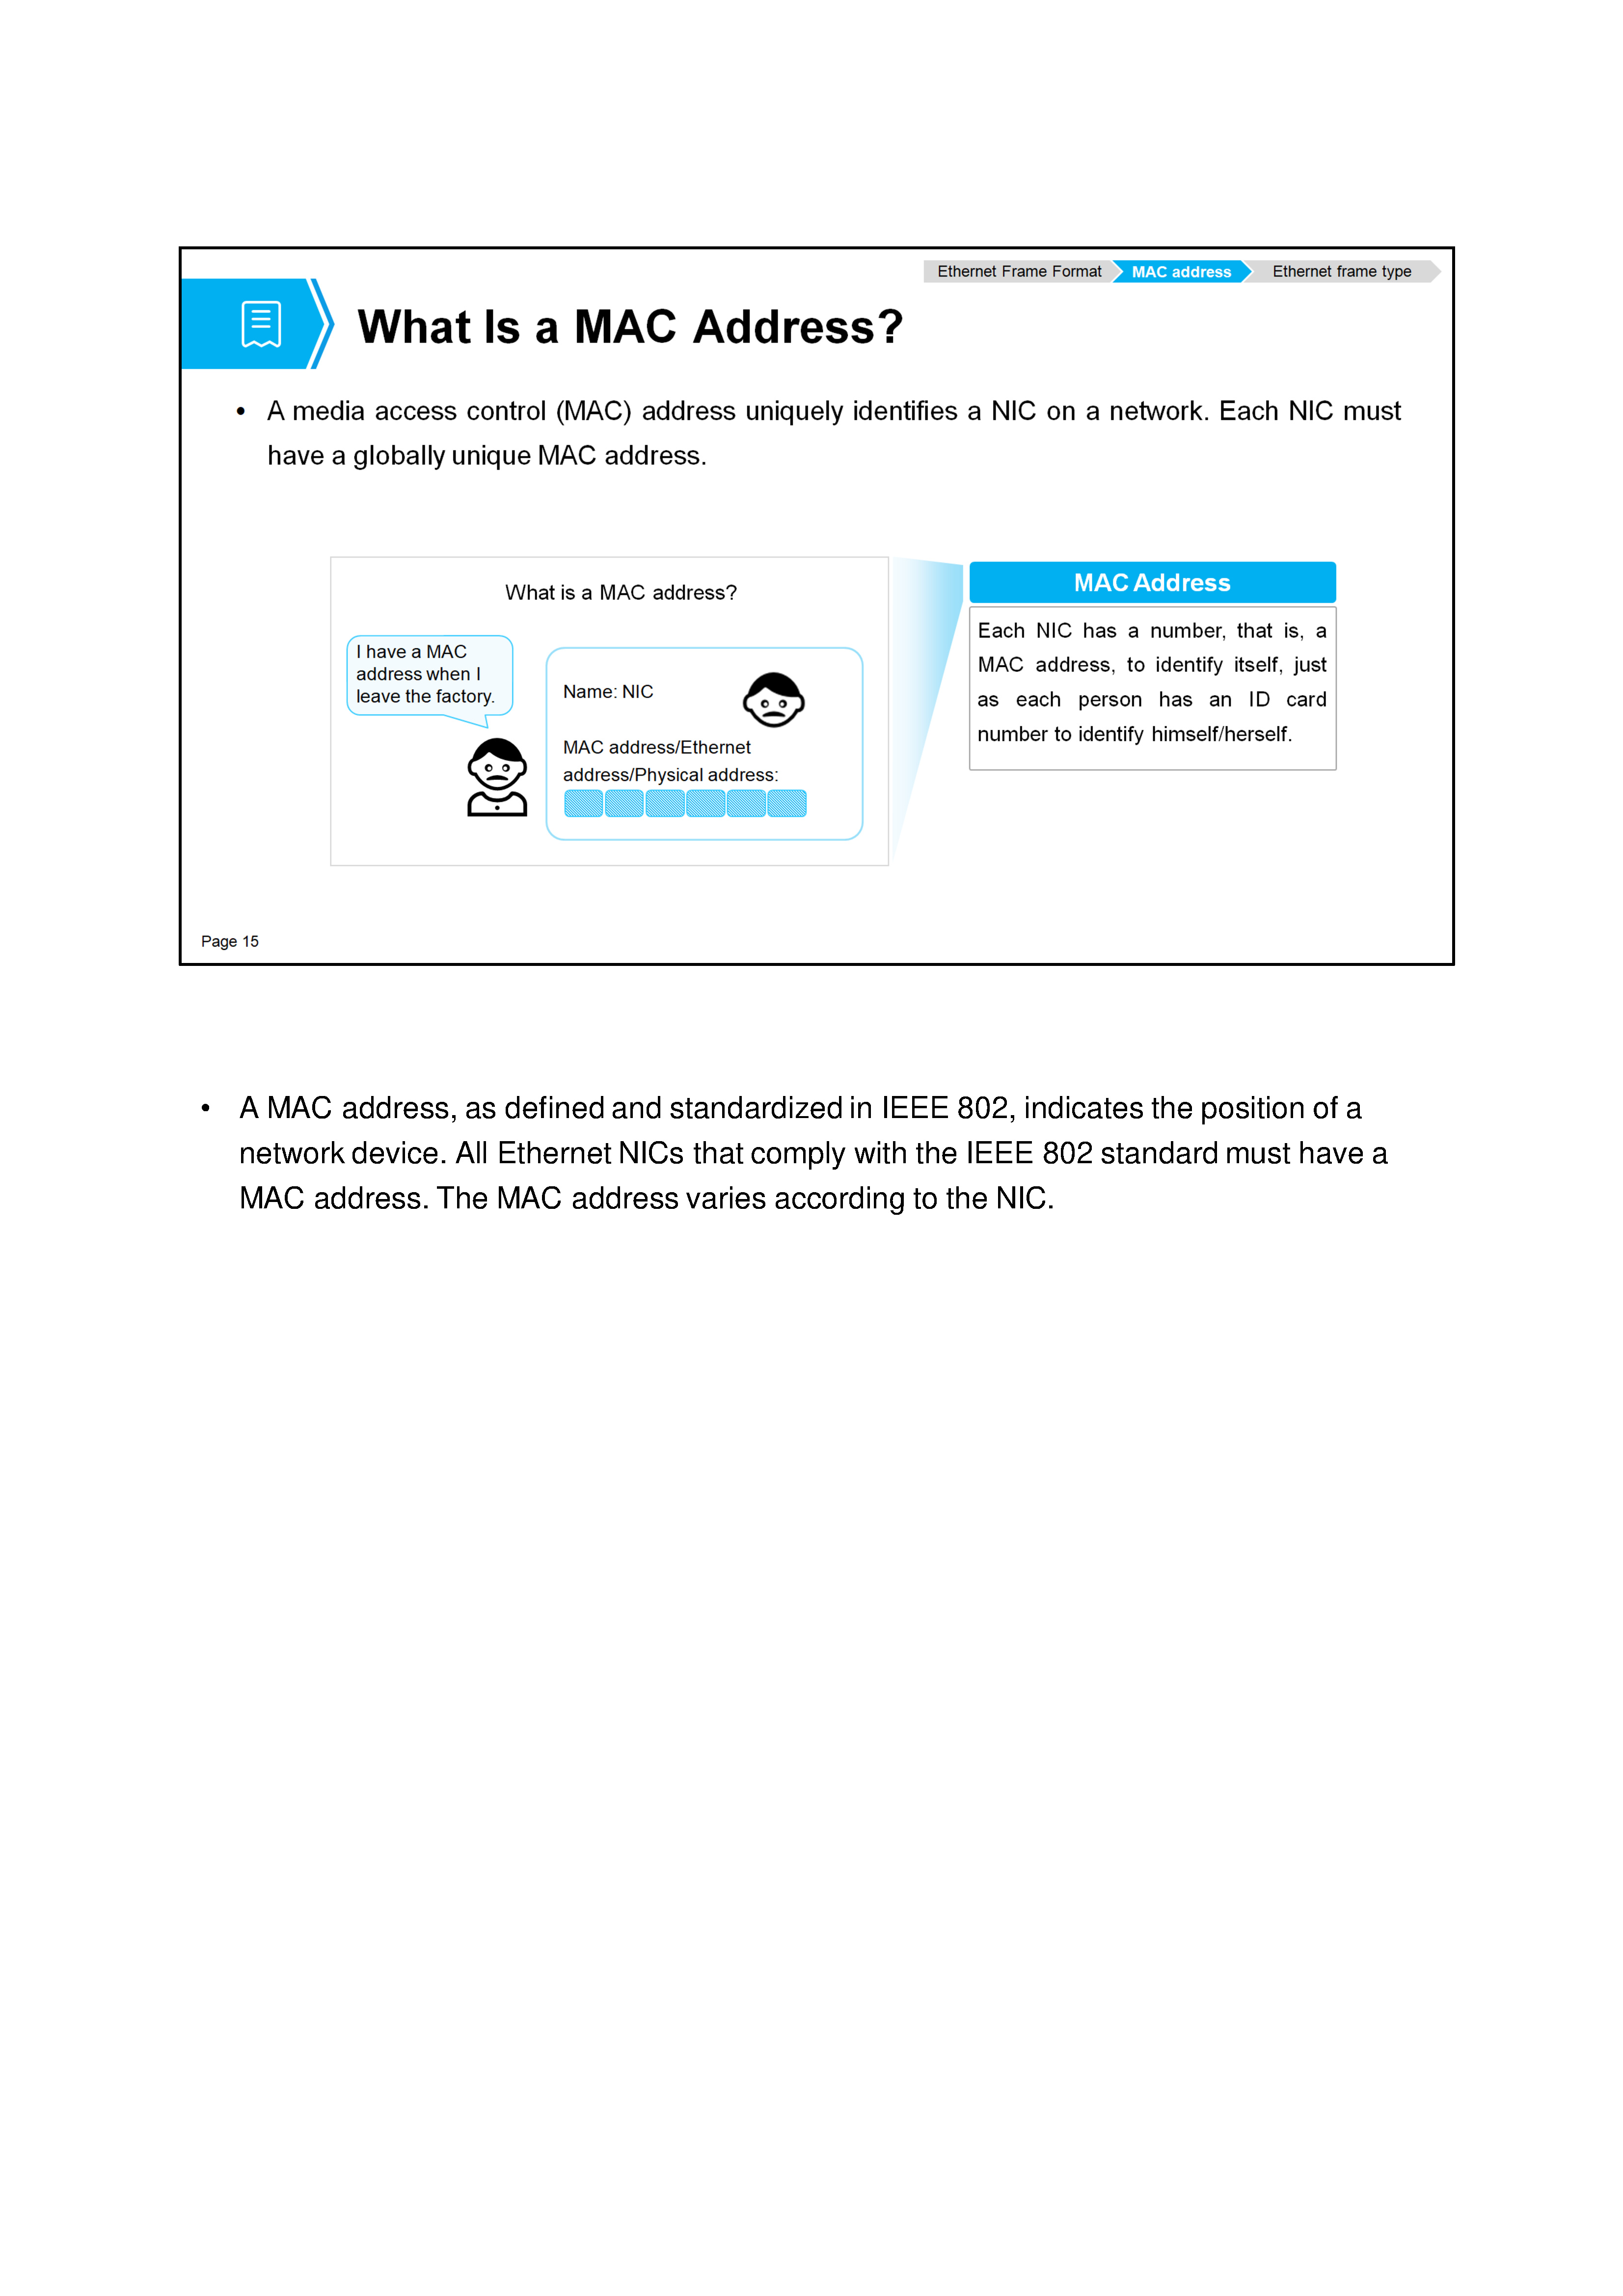 Ethernet Frame Format
MAC address
Ethernet frame type
What Is a MAC Address?
• A media access control (MAC) address uniquely identifies a NIC on a network. Each NIC must
have a globally unique MAC address.
What is a MAC address?
I have a MAC
address when I
leave the factory.
Name: NIC
MAC address/Ethernet
address/Physical address:
MAC Address
Each NIC has a number, that is, a
MAC address, to identify itself, just
as each person has an ID card
number to identify himself/herself.
Page 15
• A MAC address, as defined and standardized in IEEE 802, indicates the position of a
network device. All Ethernet NICs that comply with the IEEE 802 standard must have a
MAC address. The MAC address varies according to the NIC.